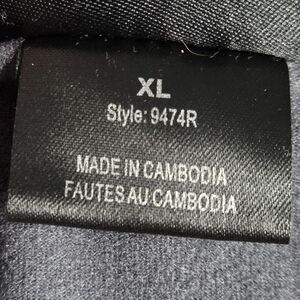 XL
Style: 9474R
MADE IN CAMBODIA
FAUTES AU CAMBODIA